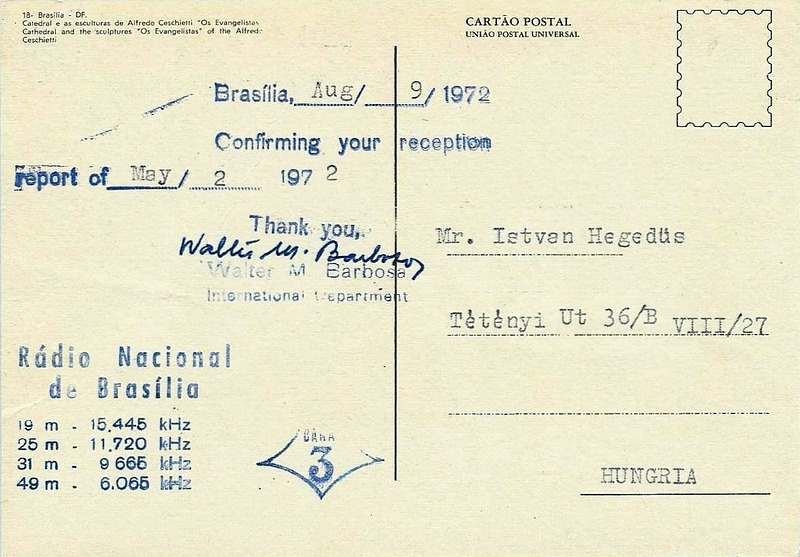 18- Brasília - DF.
Catedral e as esculturas de Alfredo Ceschietti "Os Evangelistas
Cathedral and the sculptures "Os Evangelistas" of the Alfredo
Ceschietti
CARTÃO POSTAL
UNIÃO POSTAL UNIVERSAL
Brasília, Aug/ 9/ 1972
Confirming your reception
report of May/ 2 1972
Thank you,
Walter M. Barbosa
Walter M. Barbosa
International Department
Mr. Istvan Hegedüs
Tétényi Ut 36/B VIII/27
HUNGRIA
Rádio Nacional
de Brasília
19 m - 15.445 kHz
25 m - 11.720 kHz
31 m - 9 665 kHz
49 m - 6.065 kHz
3